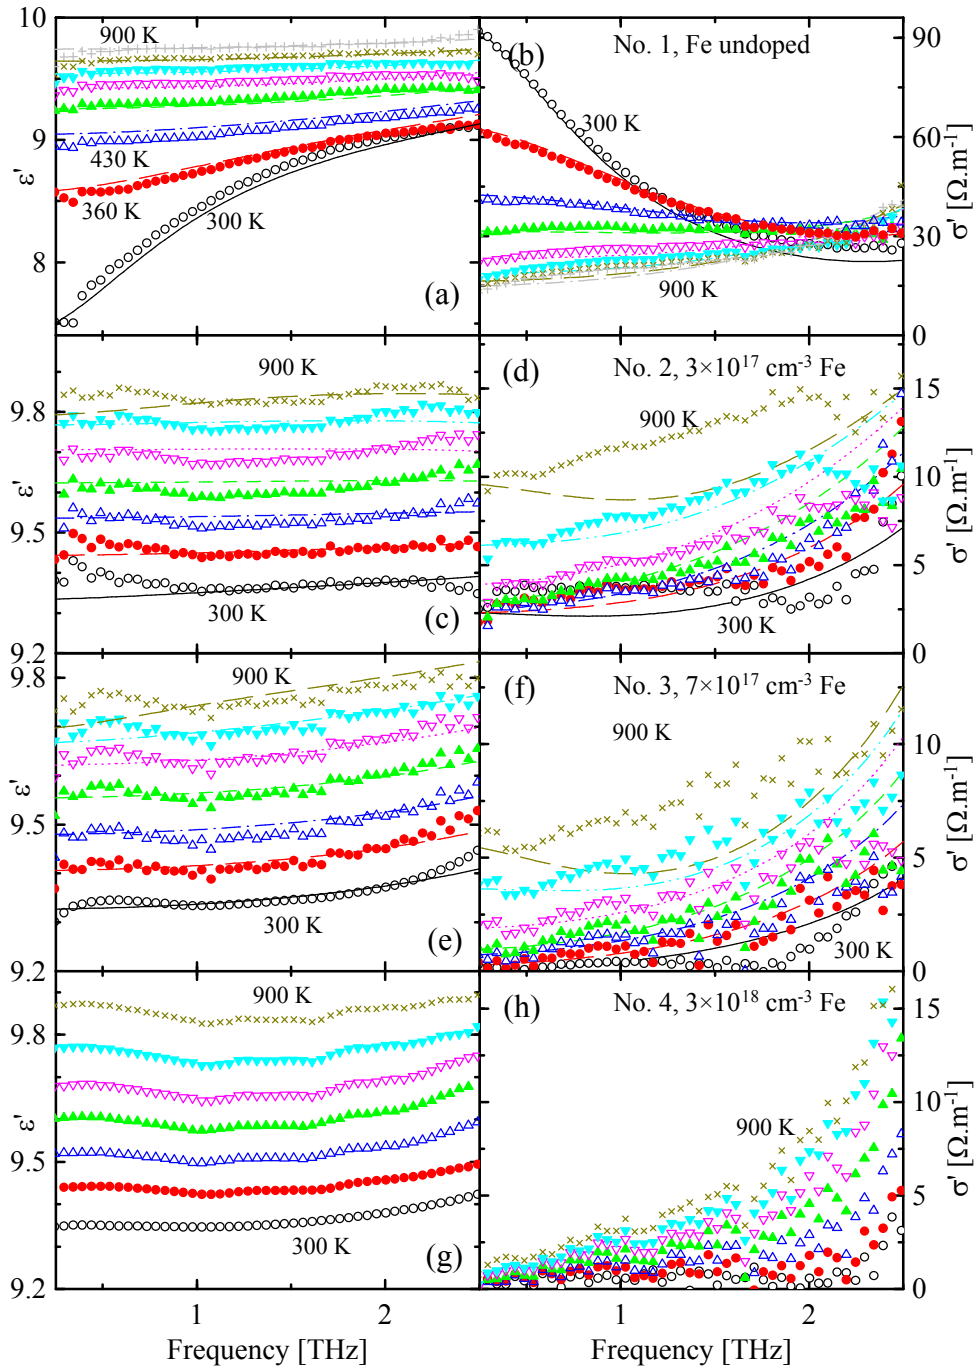 10
9
8
ε'
900 K
430 K
360 K
300 K
(a)
(b)
No. 1, Fe undoped
300 K
900 K
90
60
30
0
σ' [Ω.m⁻¹]
9.8
9.5
9.2
ε'
900 K
300 K
(c)
(d)
No. 2, 3×10¹⁷ cm⁻³ Fe
900 K
300 K
15
10
5
0
σ' [Ω.m⁻¹]
9.8
9.5
9.2
ε'
900 K
300 K
(e)
(f)
No. 3, 7×10¹⁷ cm⁻³ Fe
900 K
300 K
10
5
0
σ' [Ω.m⁻¹]
9.8
9.5
9.2
ε'
900 K
300 K
(g)
(h)
No. 4, 3×10¹⁸ cm⁻³ Fe
900 K
15
10
5
0
σ' [Ω.m⁻¹]
1
2
1
2
Frequency [THz]
Frequency [THz]